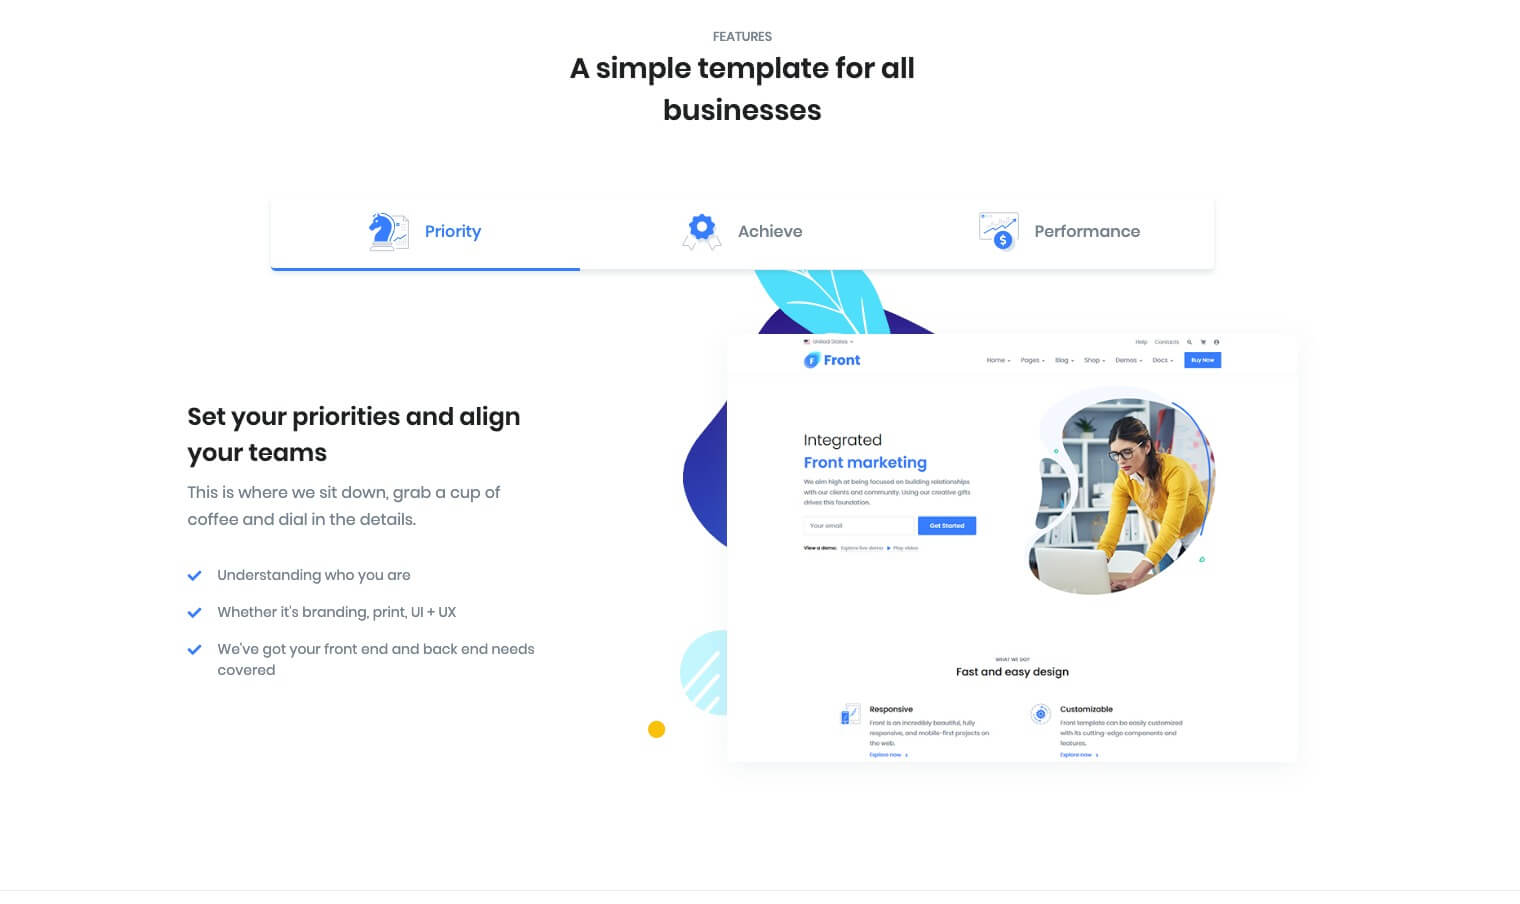 FEATURES
A simple template for all
businesses
Priority
Achieve
Performance
Set your priorities and align
your teams
This is where we sit down, grab a cup of
coffee and dial in the details.
Understanding who you are
Whether it's branding, print, UI + UX
We've got your front end and back end needs
covered
United States
Help Contacts
Front
Home Pages Blog Shop Demos Docs Buy Now
Integrated
Front marketing
We aim high at being focused on building relationships
with our clients and community. Using our creative gifts
drives this foundation.
Your email Get Started
View a demo: Explore live demo Play video
WHAT WE DO?
Fast and easy design
Responsive
Front is an incredibly beautiful, fully
responsive, and mobile-first projects on
the web.
Explore now
Customizable
Front template can be easily customized
with its cutting-edge components and
features.
Explore now